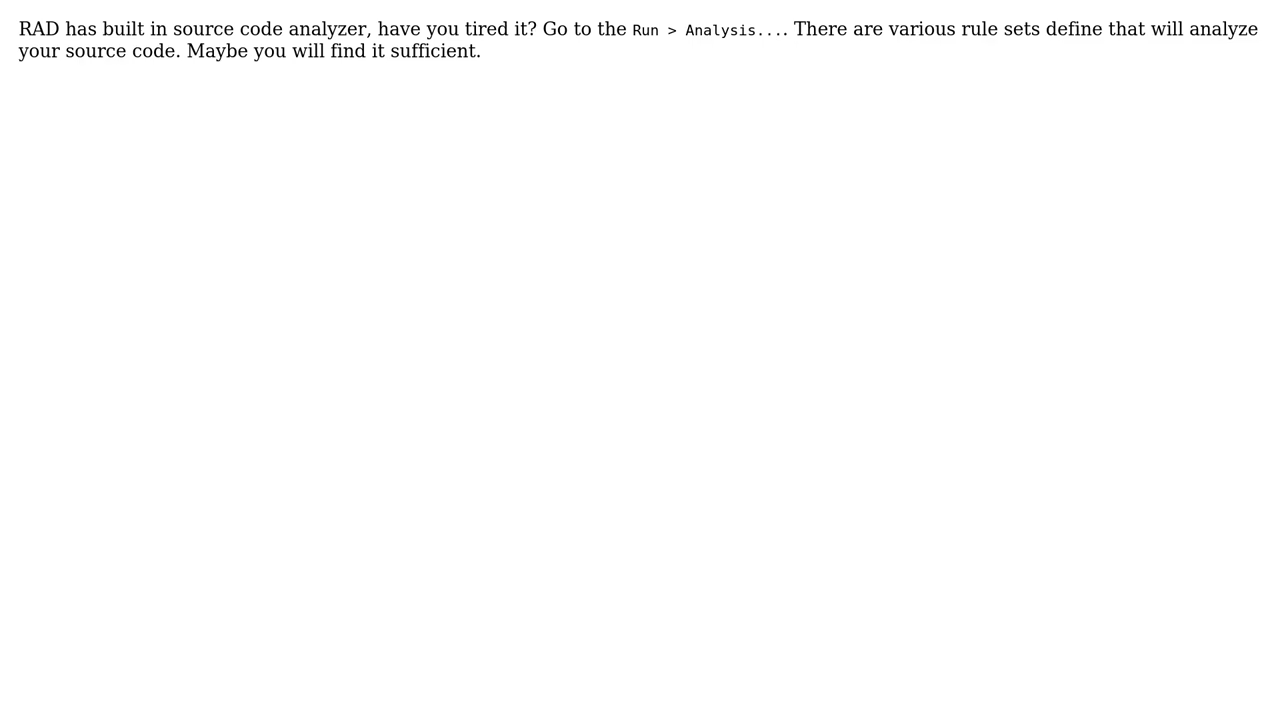 RAD has built in source code analyzer, have you tired it? Go to the Run > Analysis.... There are various rule sets define that will analyze
your source code. Maybe you will find it sufficient.